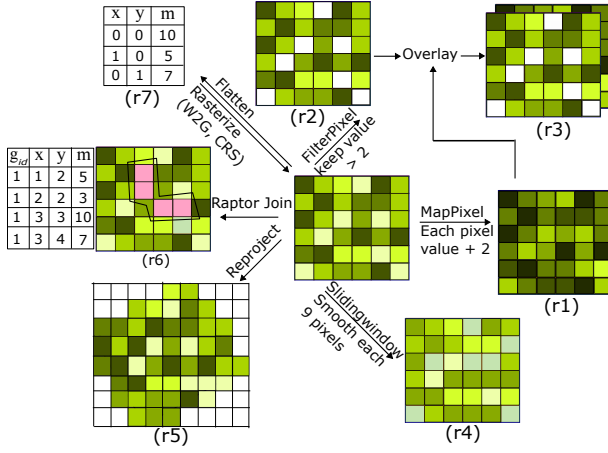 x y m
0 0 10
1 0 5
0 1 7
(r7)
Flatten
Rasterize
(W2G, CRS)
(r2)
FilterPixel
keep value
> 2
Overlay
(r3)
g_id x y m
1 1 2 5
1 2 2 3
1 3 3 10
1 3 4 7
(r6)
Raptor Join
MapPixel
Each pixel
value + 2
(r1)
Reproject
(r5)
Slidingwindow
Smooth each
9 pixels
(r4)